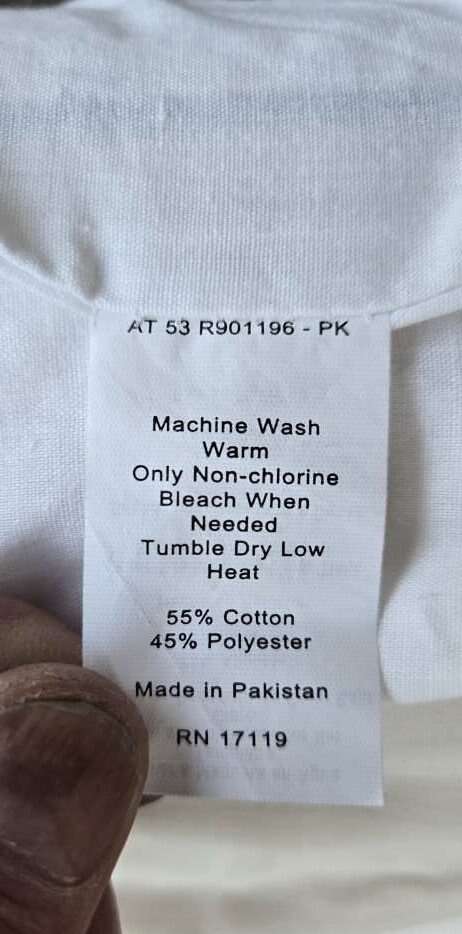 AT 53 R901196 - PK
Machine Wash
Warm
Only Non-chlorine
Bleach When
Needed
Tumble Dry Low
Heat
55% Cotton
45% Polyester
Made in Pakistan
RN 17119